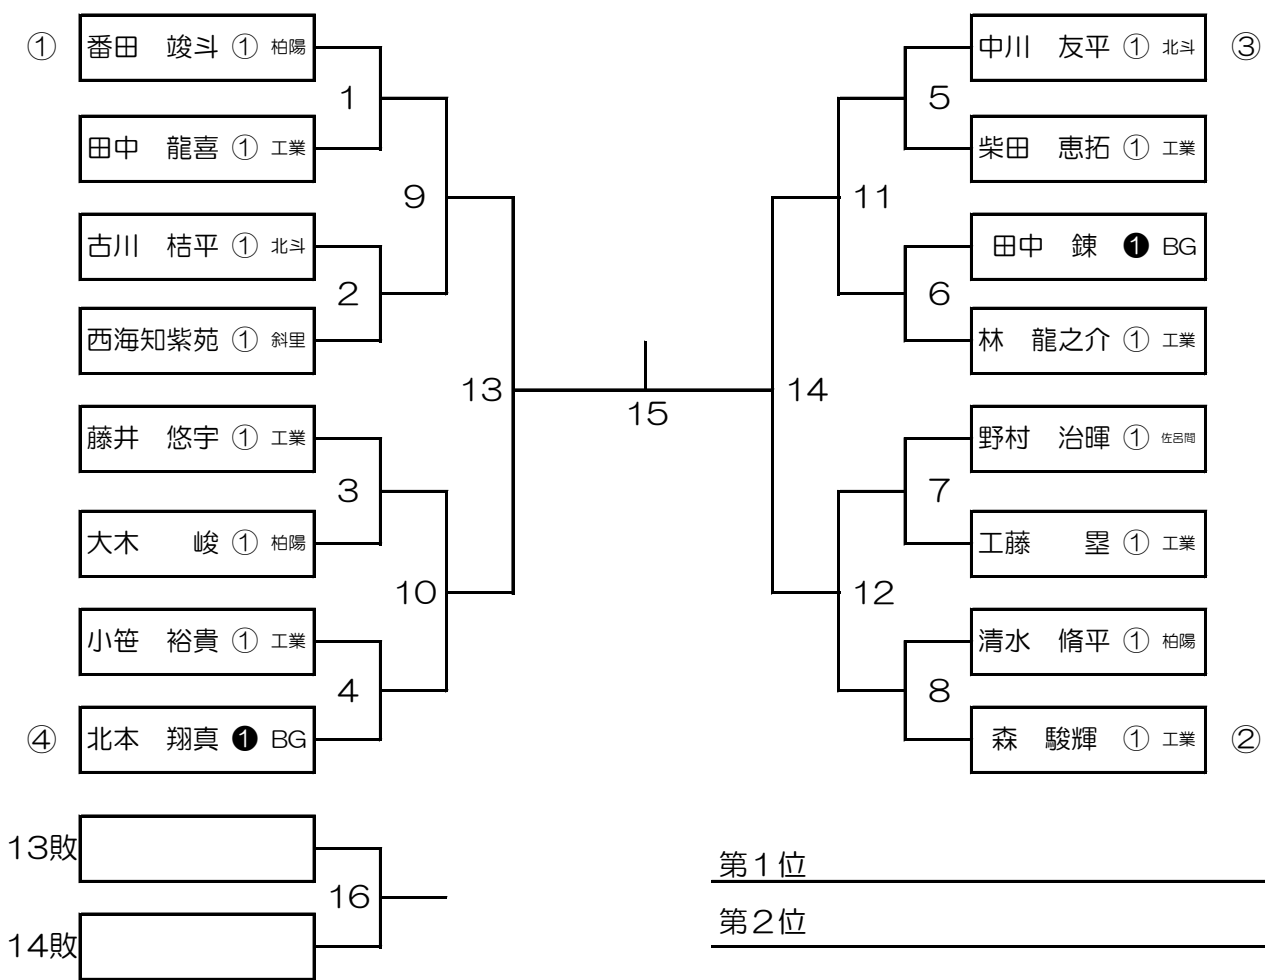 ① 番田　竣斗 ① 柏陽
1
田中　龍喜 ① 工業
9
古川　桔平 ① 北斗
2
西海知紫苑 ① 斜里
13
藤井　悠宇 ① 工業
3
大木　　峻 ① 柏陽
10
小笹　裕貴 ① 工業
4
④ 北本　翔真 ❶ BG
15
中川　友平 ① 北斗 ③
5
柴田　恵拓 ① 工業
11
田中　錬 ❶ BG
6
林　龍之介 ① 工業
14
野村　治暉 ① 佐呂間
7
工藤　　塁 ① 工業
12
清水　脩平 ① 柏陽
8
森　駿輝 ① 工業 ②
13敗
16
14敗
第１位
第２位